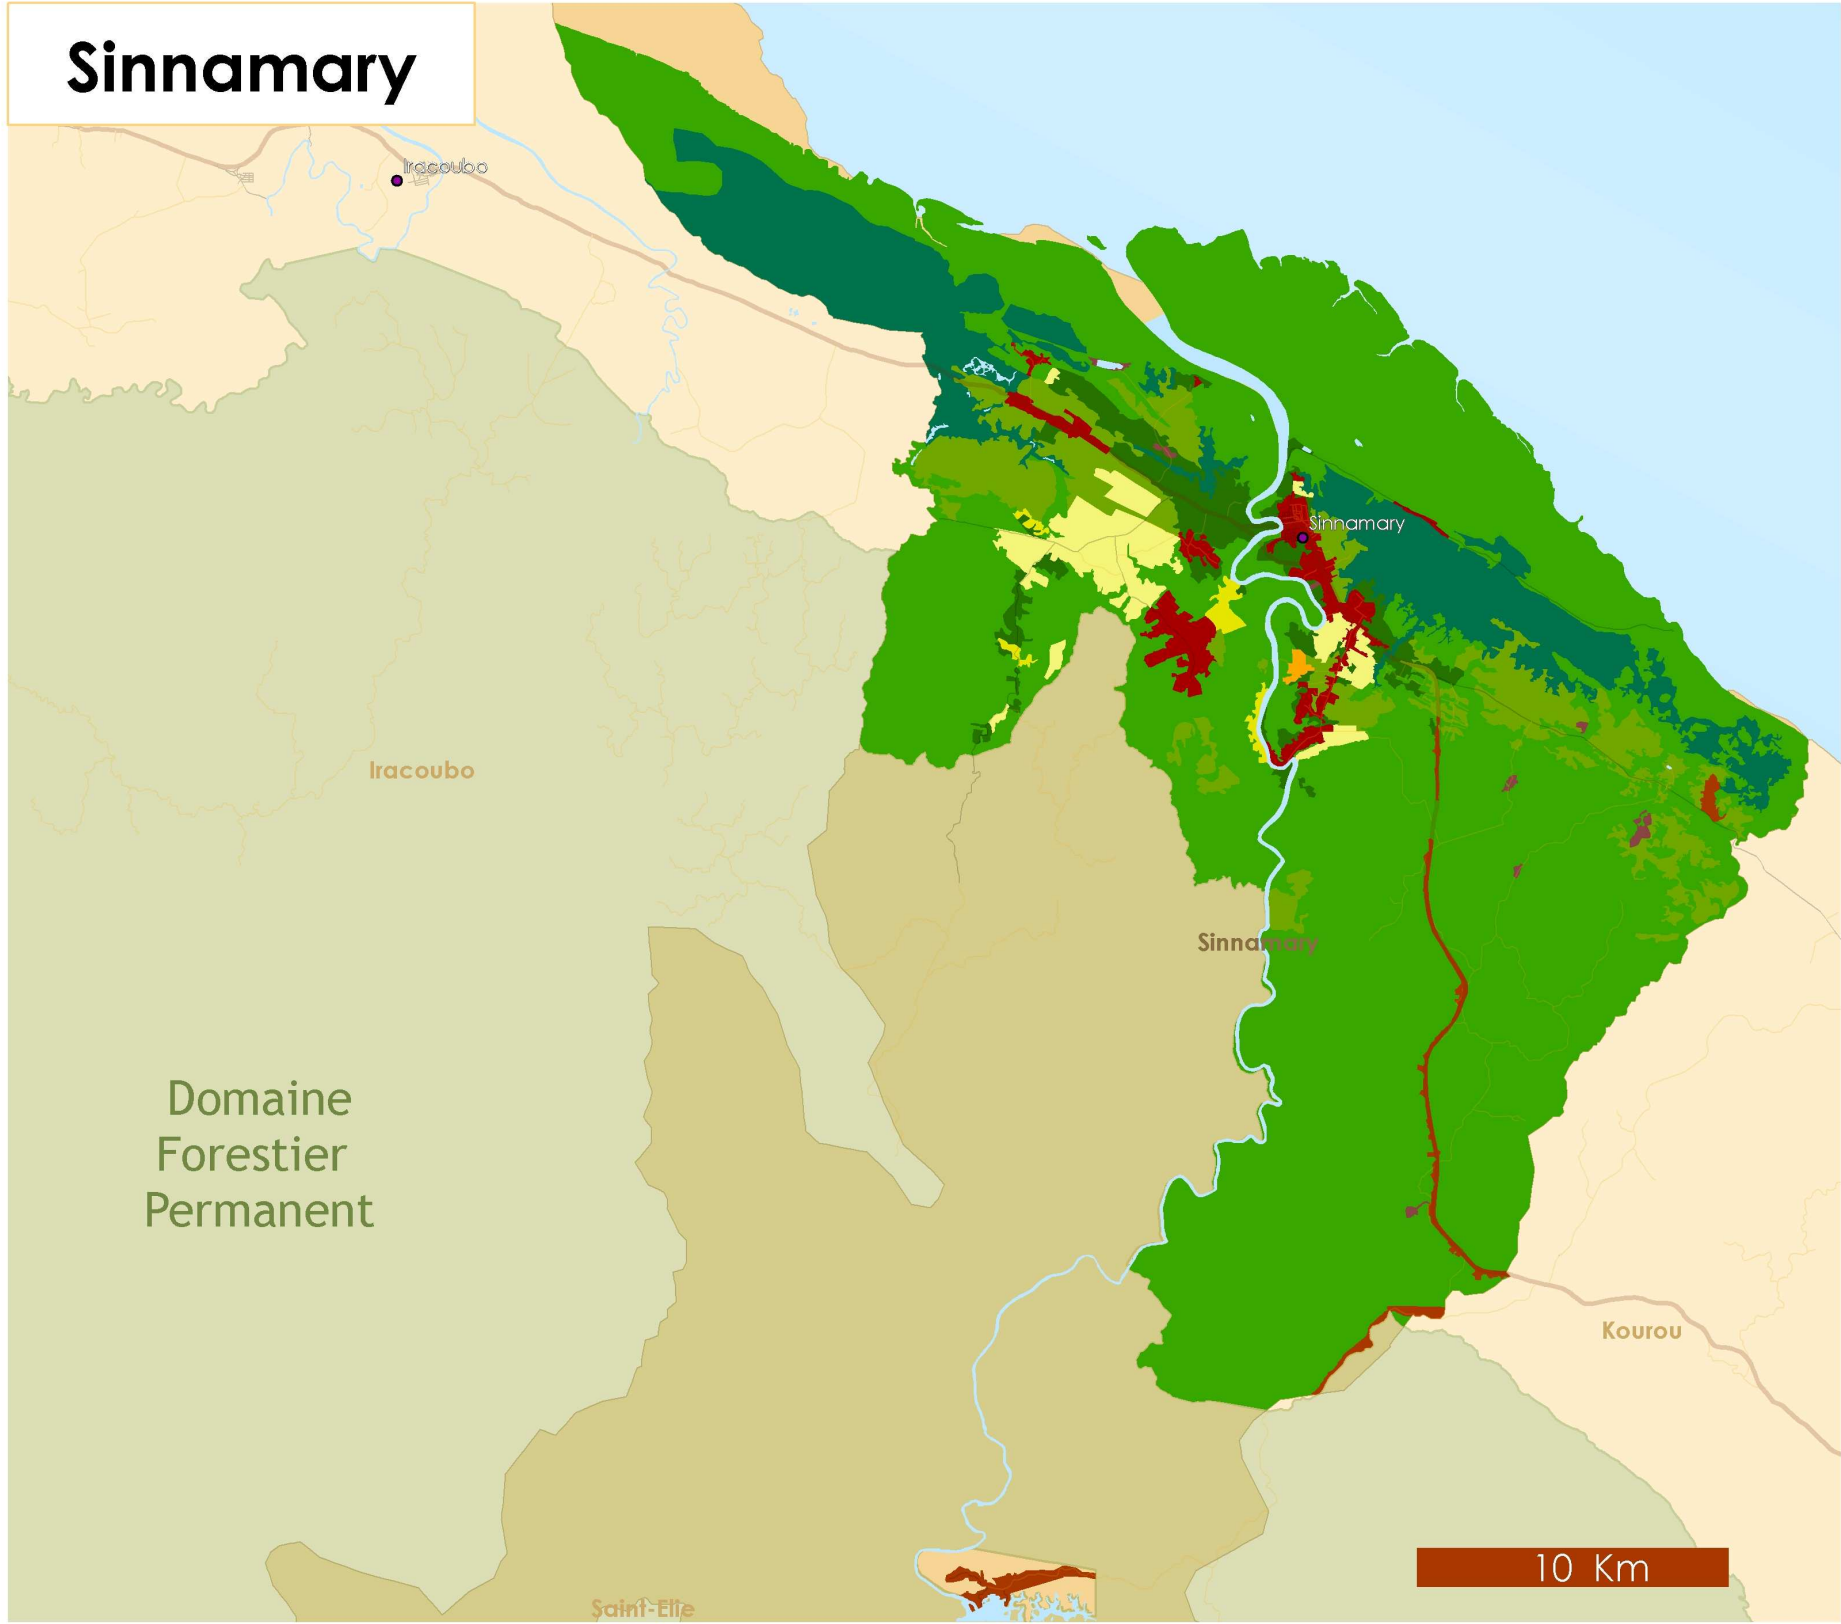 Sinnamary
Iracoubo
Sinnamary
Iracoubo
Sinnamary
Domaine
Forestier
Permanent
Kourou
10 Km
Saint-Elie